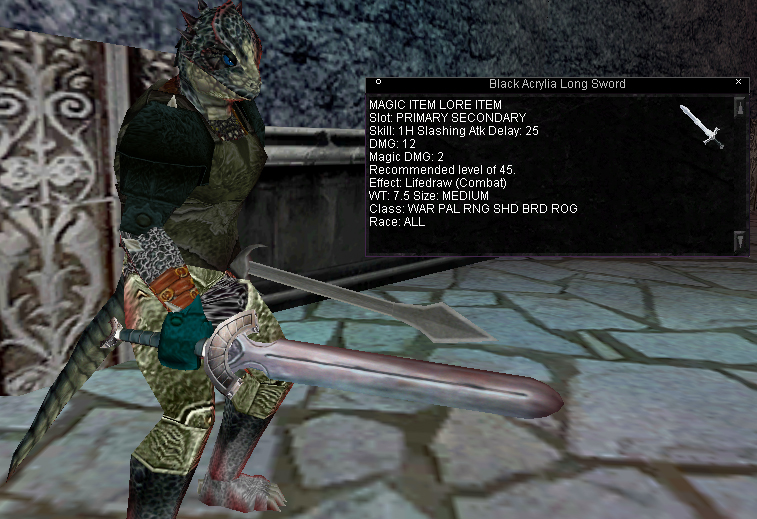 Black Acrylia Long Sword
MAGIC ITEM LORE ITEM
Slot: PRIMARY SECONDARY
Skill: 1H Slashing Atk Delay: 25
DMG: 12
Magic DMG: 2
Recommended level of 45.
Effect: Lifedraw (Combat)
WT: 7.5 Size: MEDIUM
Class: WAR PAL RNG SHD BRD ROG
Race: ALL